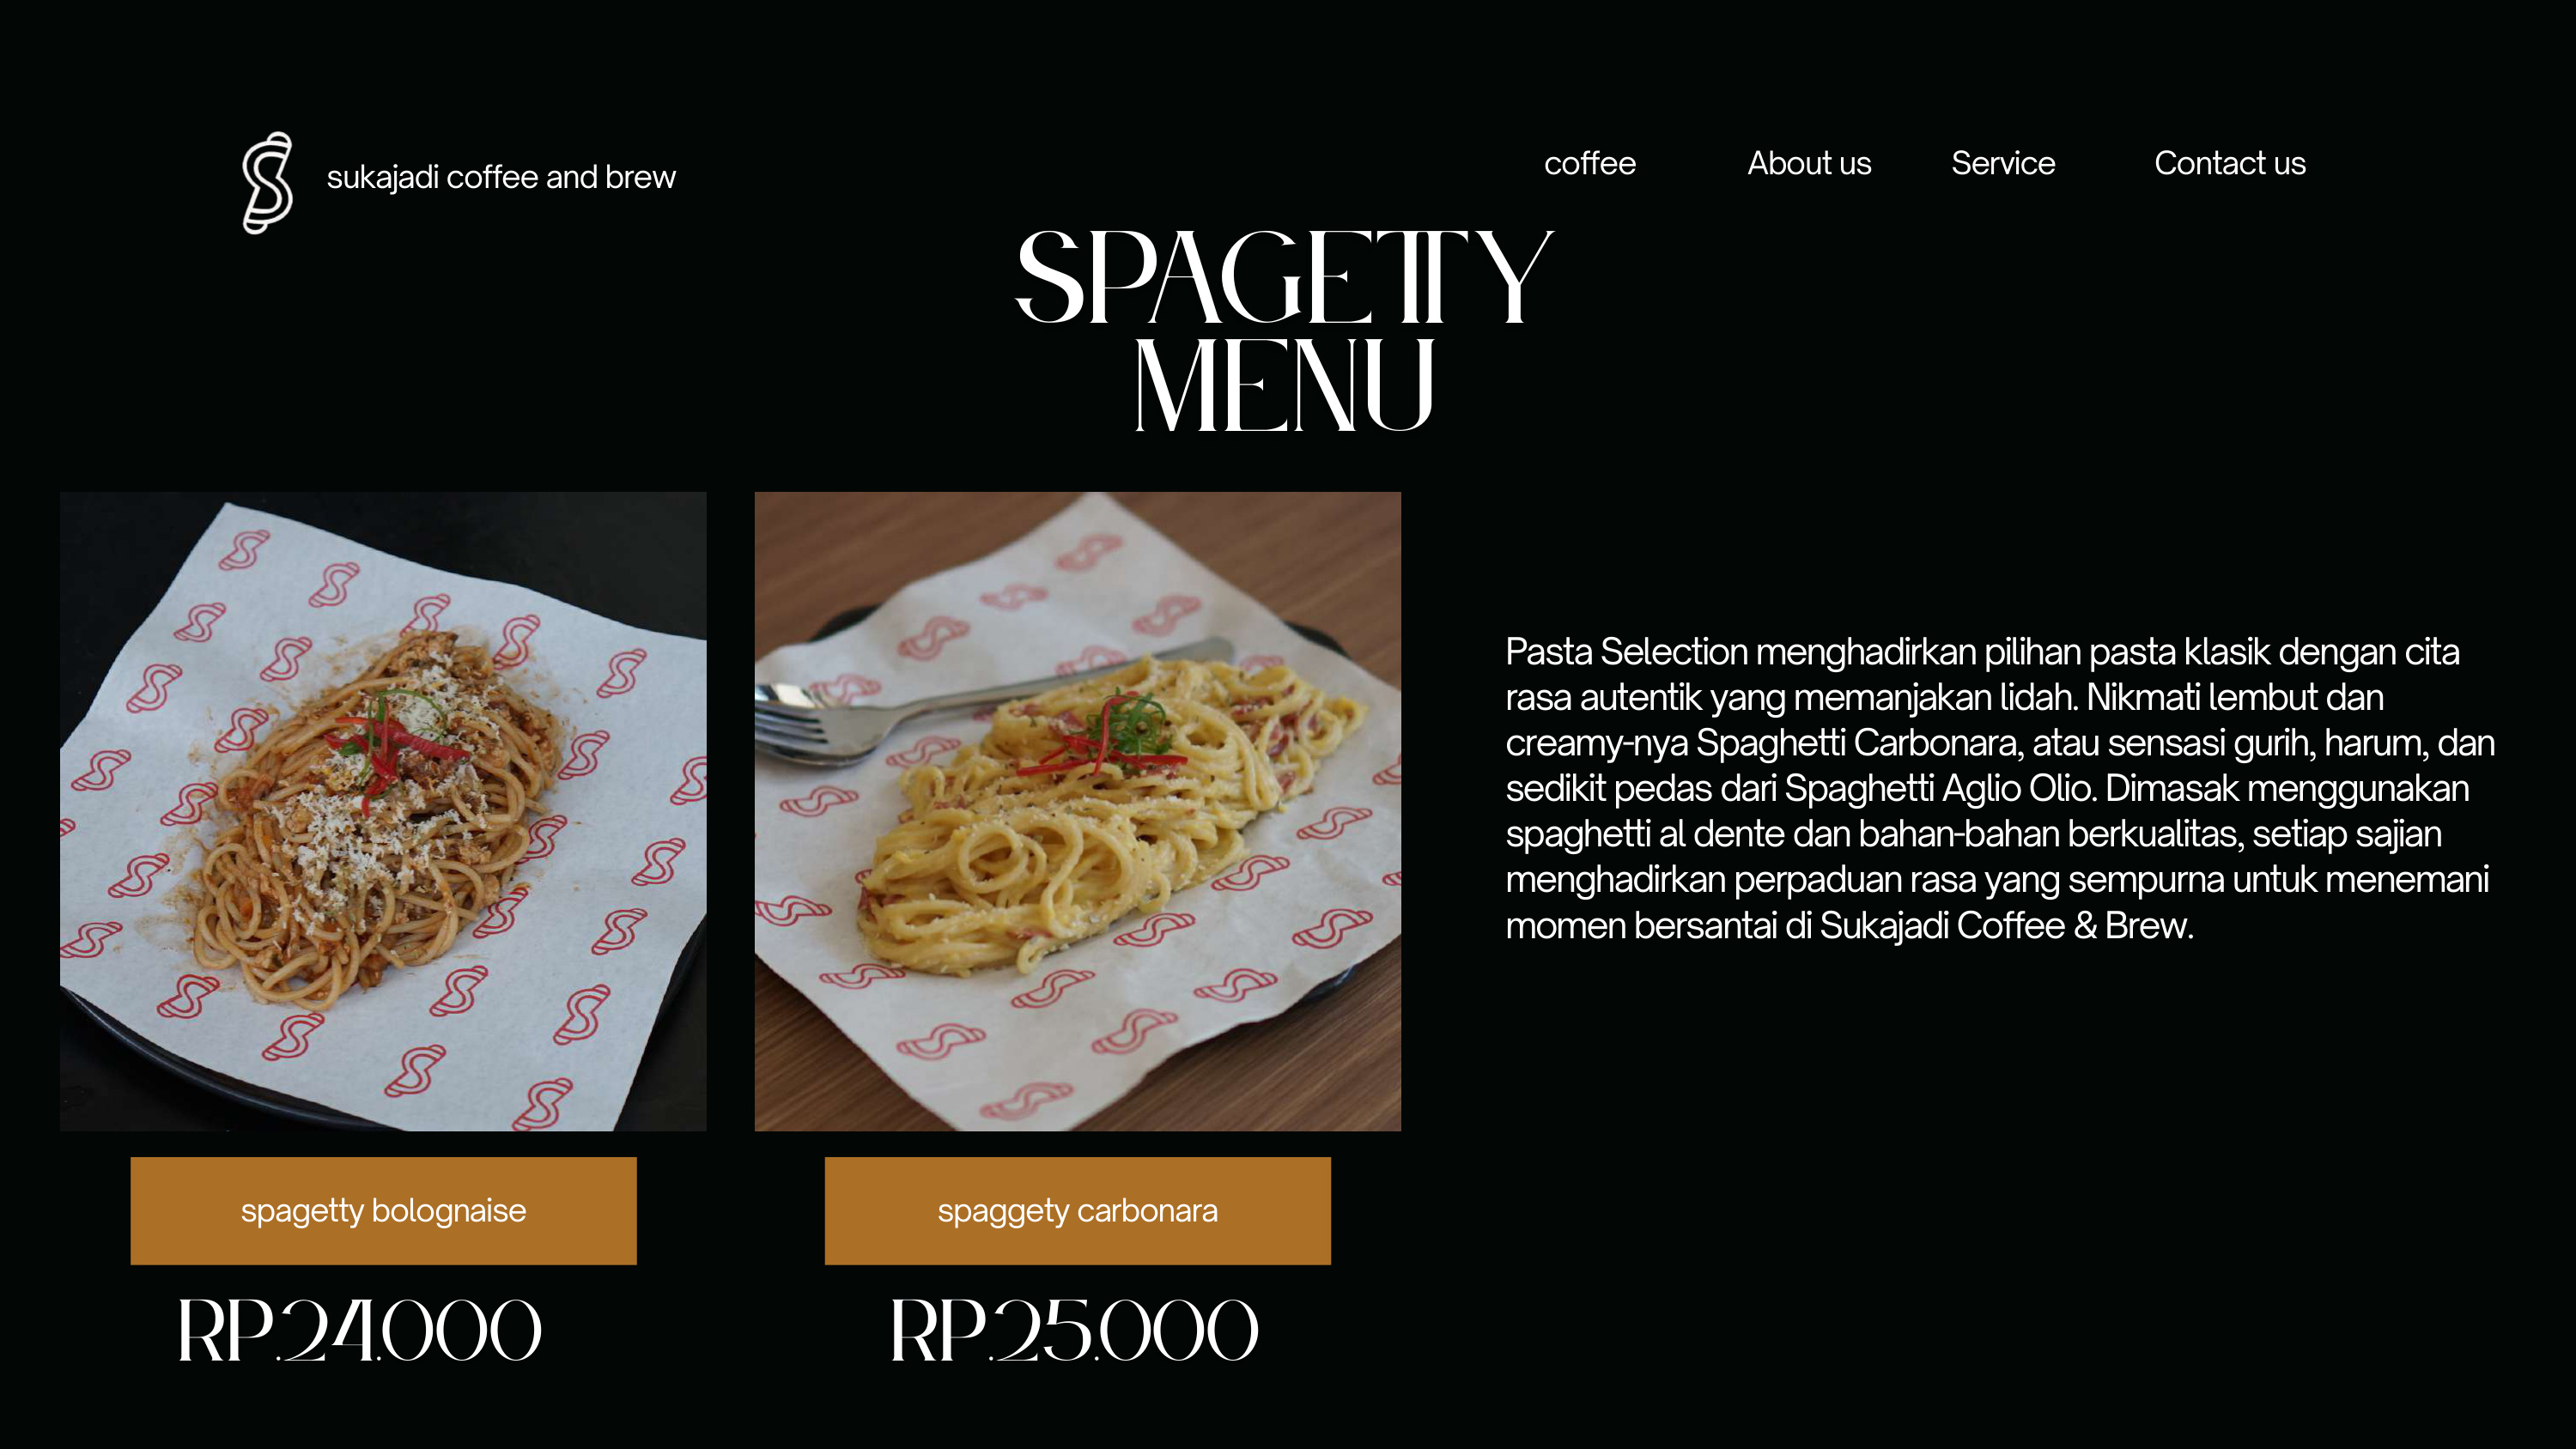 sukajadi coffee and brew
coffee
About us
Service
Contact us
SPAGETTY
MENU
Pasta Selection menghadirkan pilihan pasta klasik dengan cita
rasa autentik yang memanjakan lidah. Nikmati lembut dan
creamy-nya Spaghetti Carbonara, atau sensasi gurih, harum, dan
sedikit pedas dari Spaghetti Aglio Olio. Dimasak menggunakan
spaghetti al dente dan bahan-bahan berkualitas, setiap sajian
menghadirkan perpaduan rasa yang sempurna untuk menemani
momen bersantai di Sukajadi Coffee & Brew.
spagetty bolognaise
RP.24.000
spaggety carbonara
RP.25.000